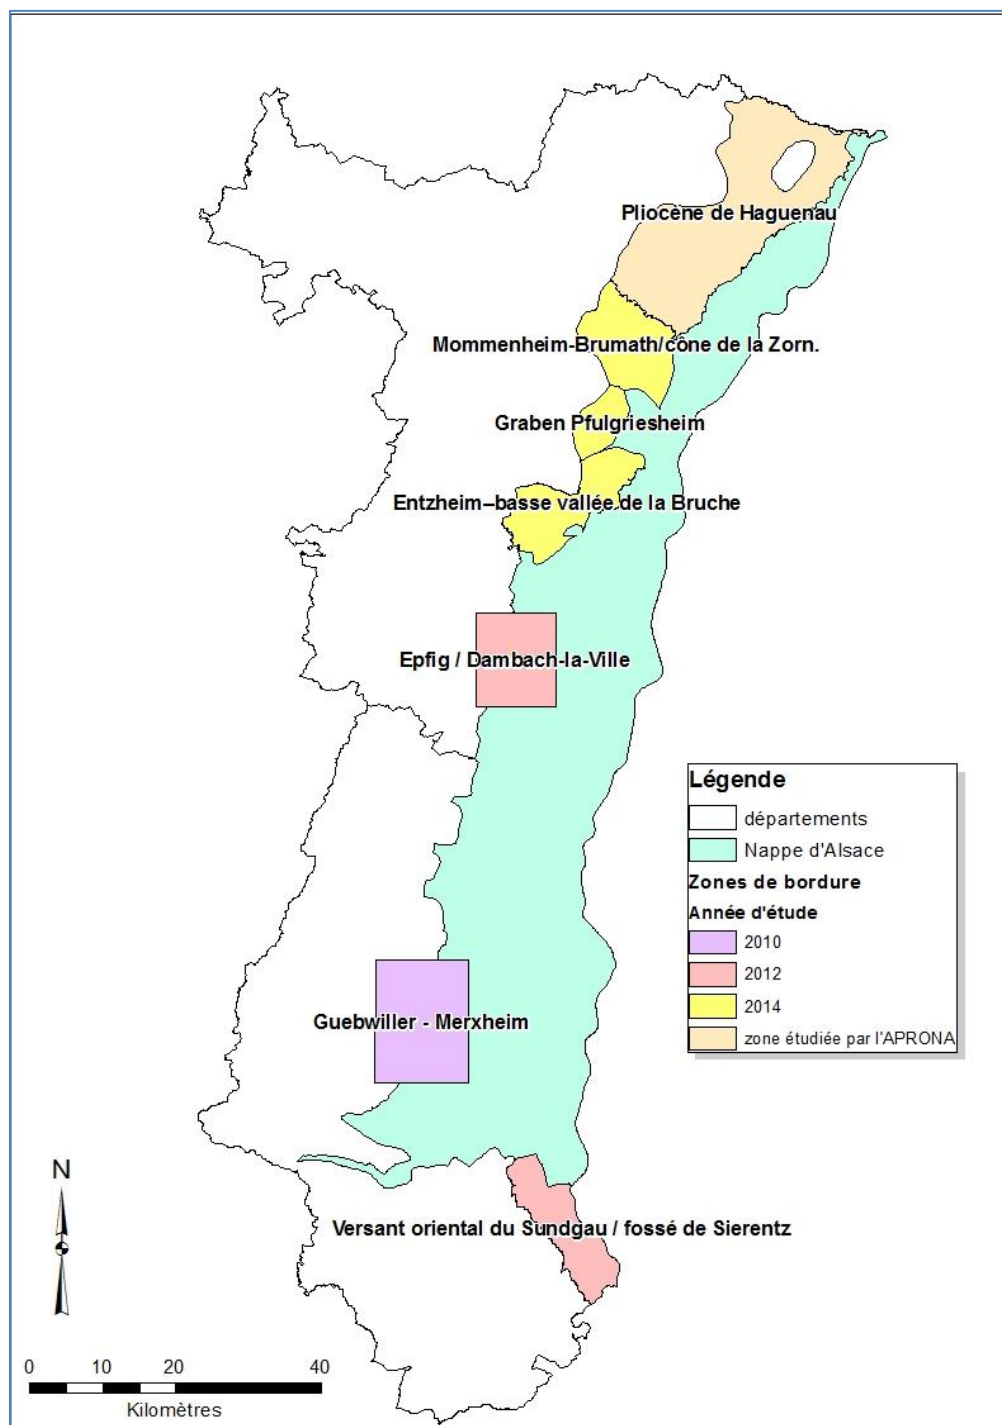 Pliocène de Haguenau
Mommenheim-Brumath/cône de la Zorn.
Graben Pfulgriesheim
Entzheim–basse vallée de la Bruche
Epfig / Dambach-la-Ville
Légende
départements
Nappe d'Alsace
Zones de bordure
Année d'étude
2010
2012
2014
zone étudiée par l'APRONA
Guebwiller - Merxheim
Versant oriental du Sundgau / fossé de Sierentz
N
0 10 20 40
Kilomètres